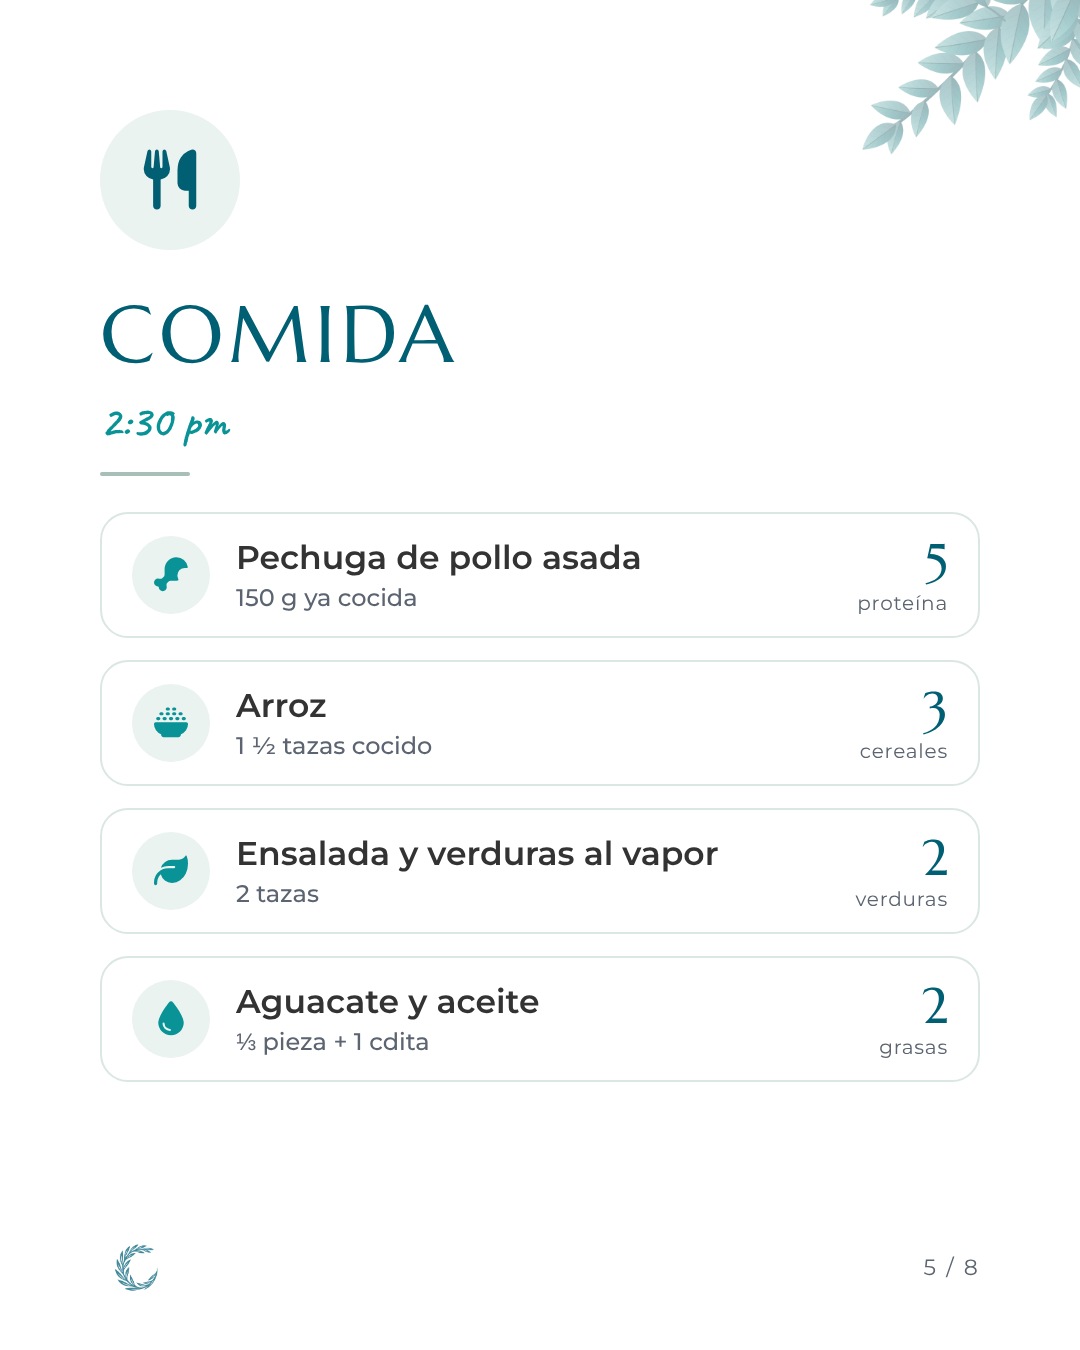 COMIDA
2:30 pm
Pechuga de pollo asada
150 g ya cocida
5
proteína
Arroz
1 ½ tazas cocido
3
cereales
Ensalada y verduras al vapor
2 tazas
2
verduras
Aguacate y aceite
⅓ pieza + 1 cdita
2
grasas
5 / 8